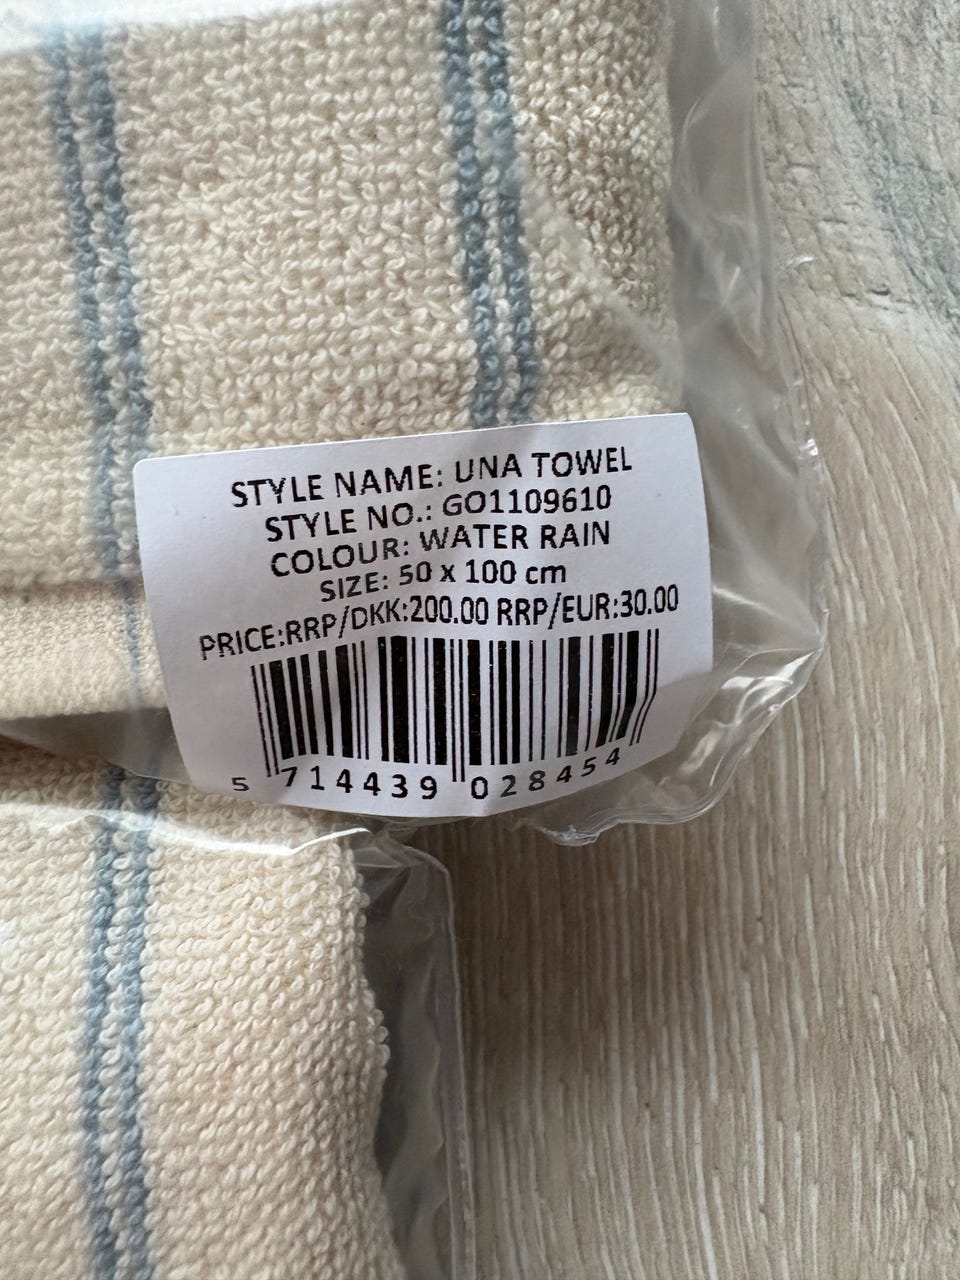 STYLE NAME: UNA TOWEL
STYLE NO.: GO1109610
COLOUR: WATER RAIN
SIZE: 50 x 100 cm
PRICE:RRP/DKK:200.00 RRP/EUR:30.00
5 714439 028454